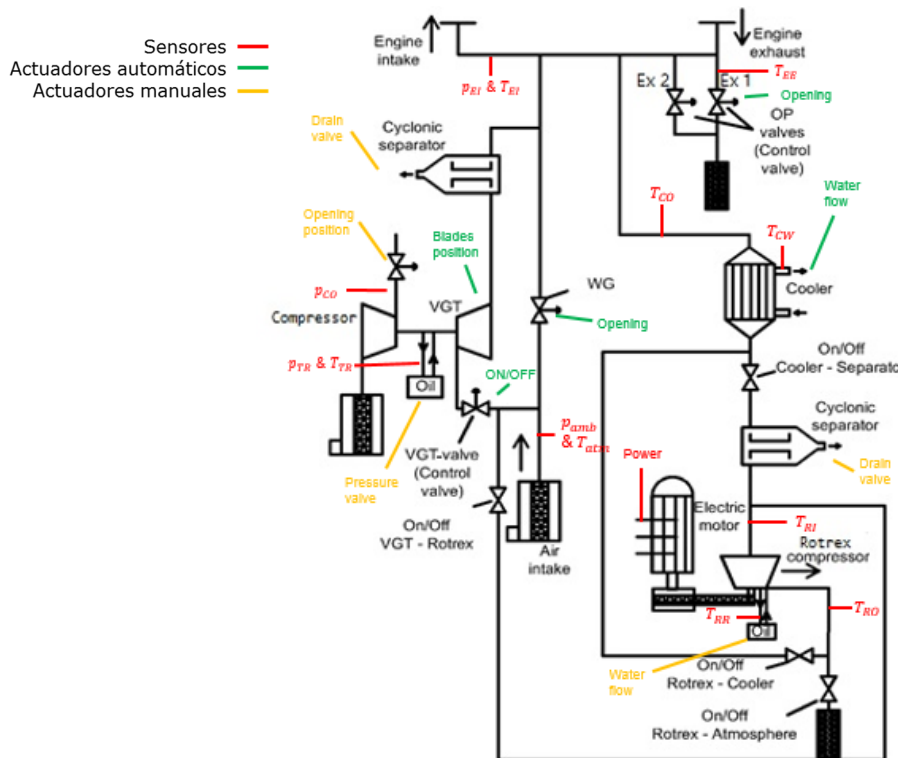 Sensores
Actuadores automáticos
Actuadores manuales
Engine
intake
Engine
exhaust
p_EI & T_EI
T_EE
Ex 2
Ex 1
Opening
OP
valves
(Control
valve)
Drain
valve
Cyclonic
separator
T_CO
Water
flow
T_CW
Cooler
Opening
position
Blades
position
p_CO
VGT
WG
Compressor
Opening
On/Off
Cooler - Separato
p_TR & T_TR
Oil
ON/OFF
Cyclonic
separator
p_amb
& T_atm
VGT-valve
(Control
valve)
Pressure
valve
Power
Drain
valve
On/Off
VGT - Rotrex
Air
intake
Electric
motor
T_RI
Rotrex
compressor
T_RR
T_RO
Oil
Water
flow
On/Off
Rotrex - Cooler
On/Off
Rotrex - Atmosphere